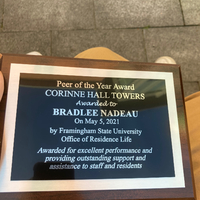 Peer of the Year Award
CORINNE HALL TOWERS
Awarded to
BRADLEE NADEAU
On May 5, 2021
by Framingham State University
Office of Residence Life
Awarded for excellent performance and
providing outstanding support and
assistance to staff and residents